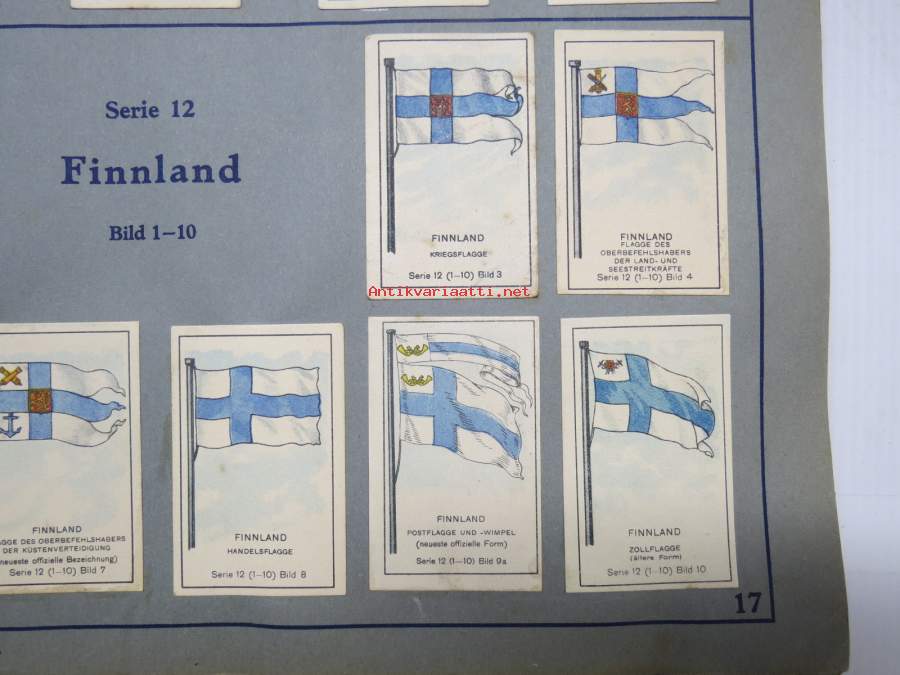 Serie 12
Finnland
Bild 1–10
FINNLAND
KRIEGSFLAGGE
Serie 12 (1–10) Bild 3
FINNLAND
FLAGGE DES
OBERBEFEHLSHABERS
DER LAND- UND
SEESTREITKRÄFTE
Serie 12 (1–10) Bild 4
Antikvariaatti.net
FINNLAND
DES OBERBEFEHLSHABERS
DER KÜSTENVERTEIDIGUNG
(neueste offizielle Bezeichnung)
Serie 12 (1–10) Bild 7
FINNLAND
HANDELSFLAGGE
Serie 12 (1–10) Bild 8
FINNLAND
POSTFLAGGE UND -WIMPEL
(neueste offizielle Form)
Serie 12 (1–10) Bild 9a
FINNLAND
ZOLLFLAGGE
(ältere Form)
Serie 12 (1–10) Bild 10
17